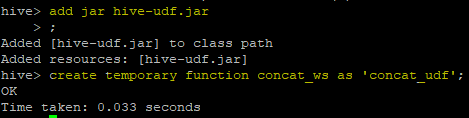 hive> add jar hive-udf.jar
    > ;
Added [hive-udf.jar] to class path
Added resources: [hive-udf.jar]
hive> create temporary function concat_ws as 'concat_udf';
OK
Time taken: 0.033 seconds